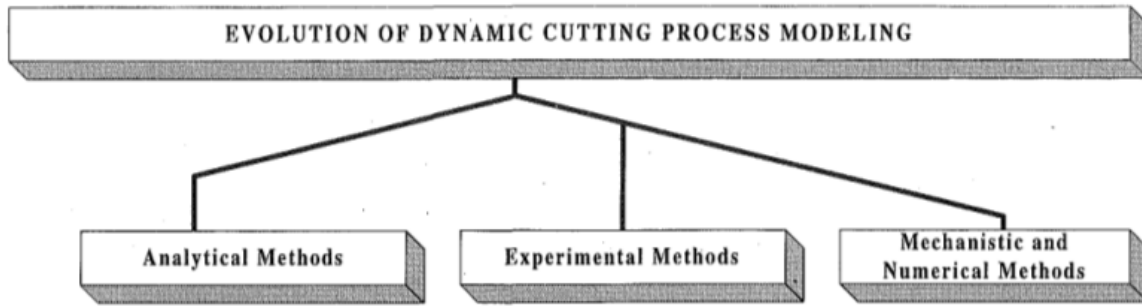 EVOLUTION OF DYNAMIC CUTTING PROCESS MODELING
Analytical Methods
Experimental Methods
Mechanistic and
Numerical Methods